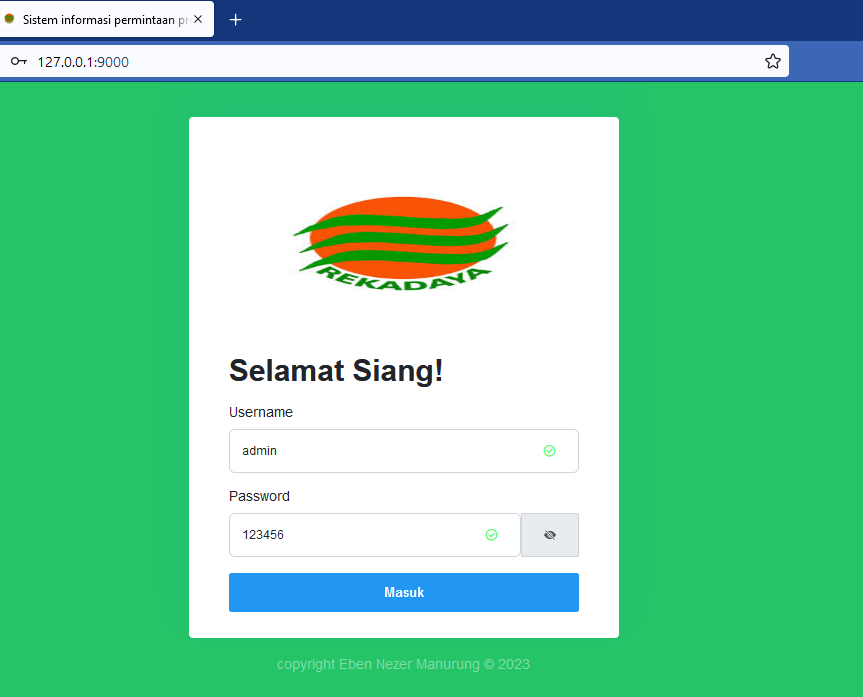 Sistem informasi permintaan pr
127.0.0.1:9000
REKADAYA
Selamat Siang!
Username
admin
Password
123456
Masuk
copyright Eben Nezer Manurung © 2023